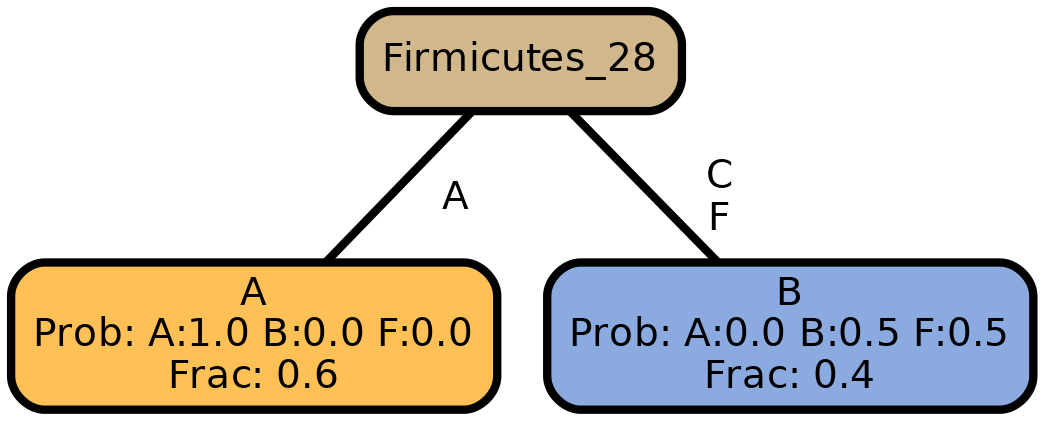 Firmicutes_28
A
C
F
A
Prob: A:1.0 B:0.0 F:0.0
Frac: 0.6
B
Prob: A:0.0 B:0.5 F:0.5
Frac: 0.4